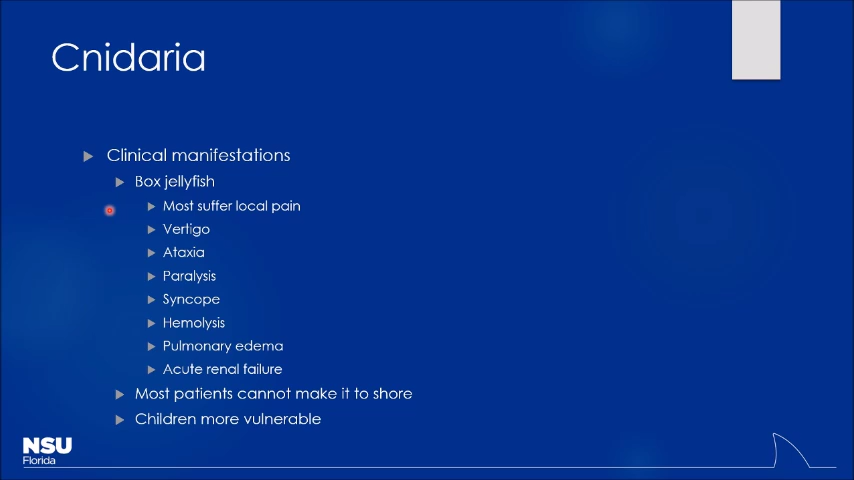 Cnidaria
Clinical manifestations
Box jellyfish
Most suffer local pain
Vertigo
Ataxia
Paralysis
Syncope
Hemolysis
Pulmonary edema
Acute renal failure
Most patients cannot make it to shore
Children more vulnerable
NSU
Florida